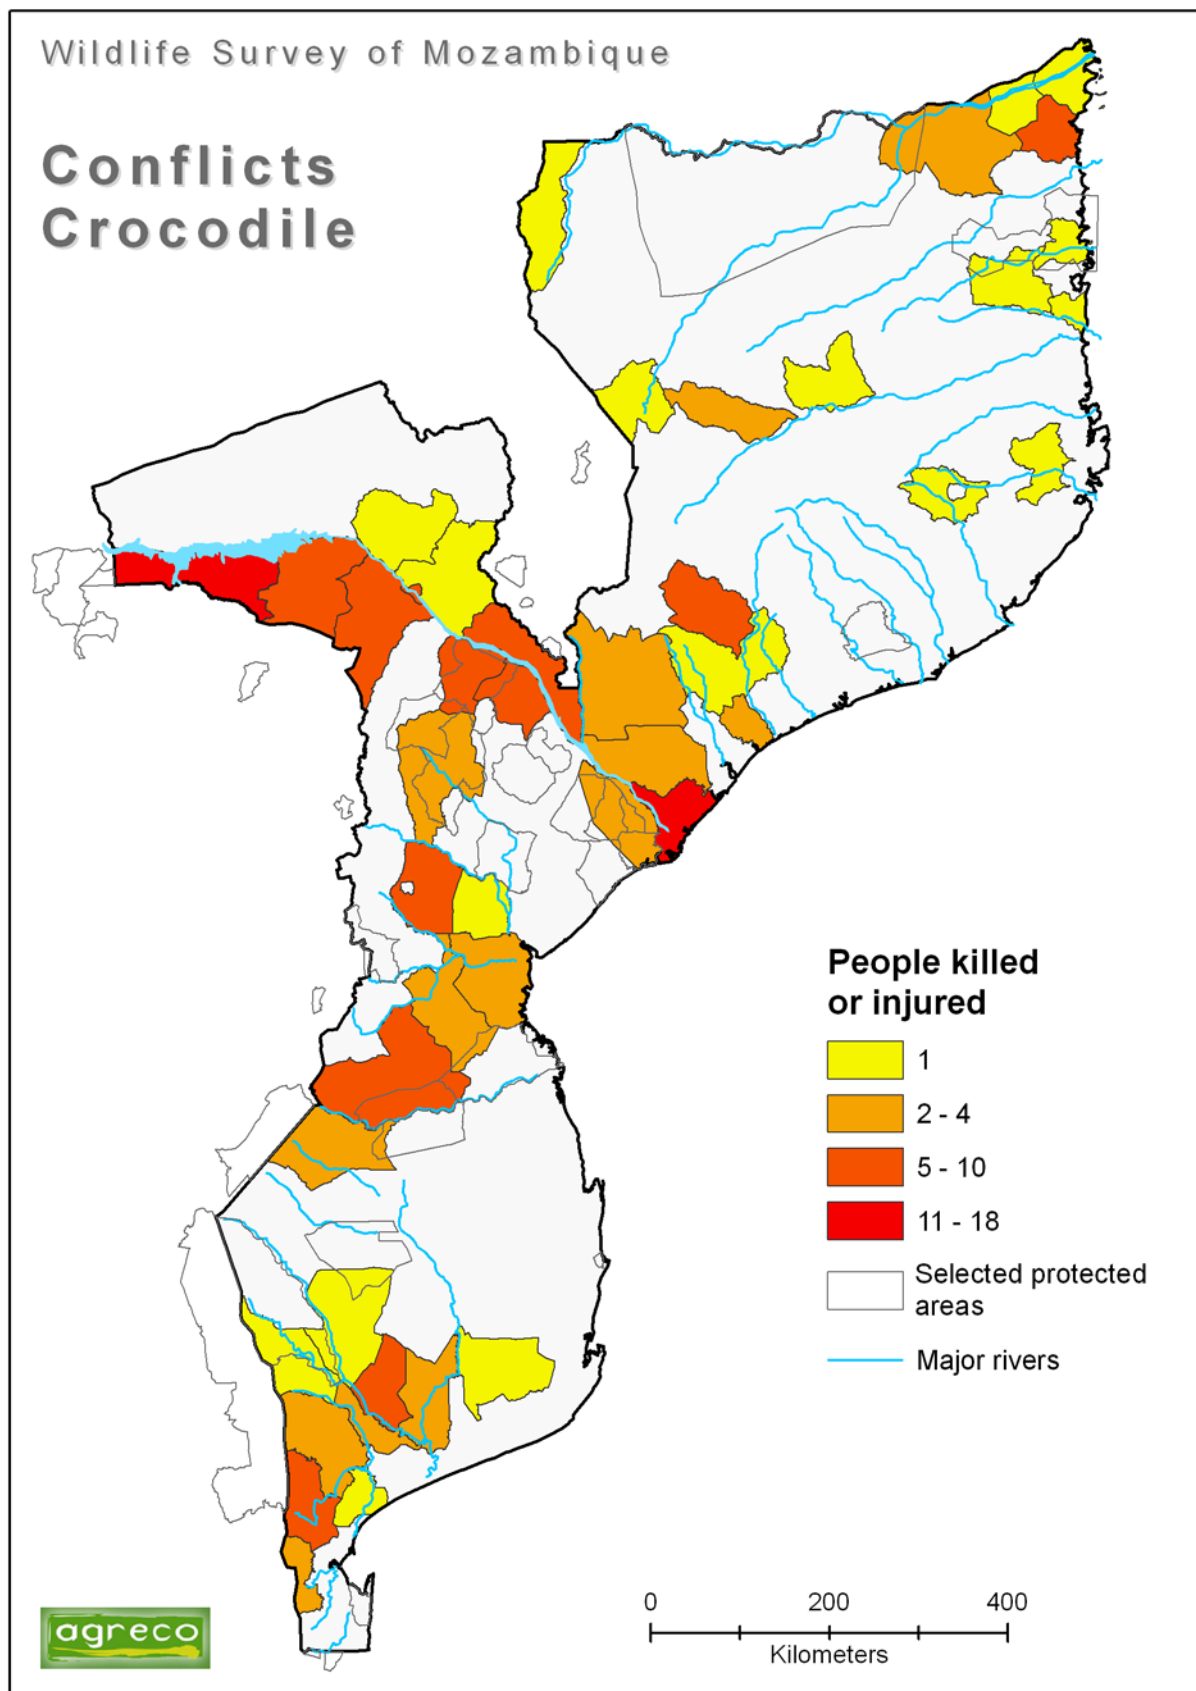 Wildlife Survey of Mozambique
Conflicts
Crocodile
People killed
or injured
1
2 - 4
5 - 10
11 - 18
Selected protected
areas
Major rivers
0 200 400
Kilometers
agreco